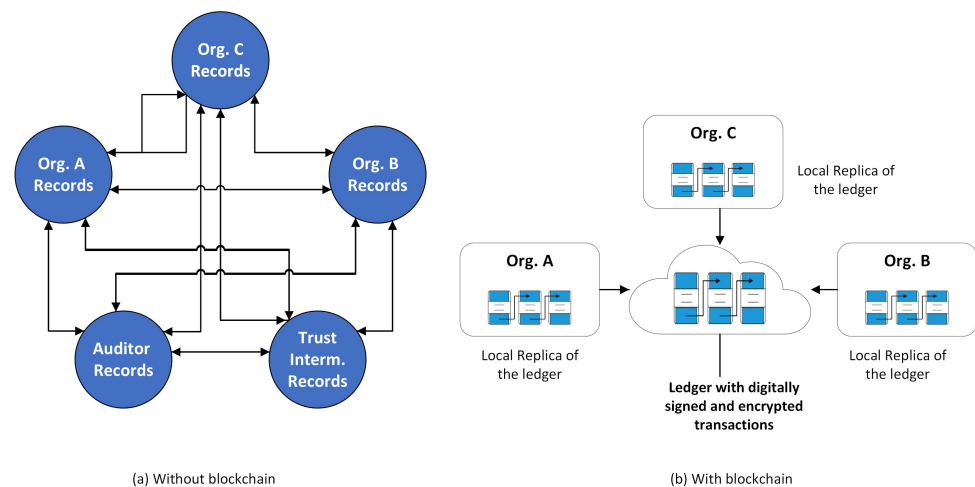 Org. C
Records
Org. A
Records
Org. B
Records
Auditor
Records
Trust
Interm.
Records
(a) Without blockchain
Org. C
Local Replica of
the ledger
Org. A
Local Replica of
the ledger
Org. B
Local Replica of
the ledger
Ledger with digitally
signed and encrypted
transactions
(b) With blockchain